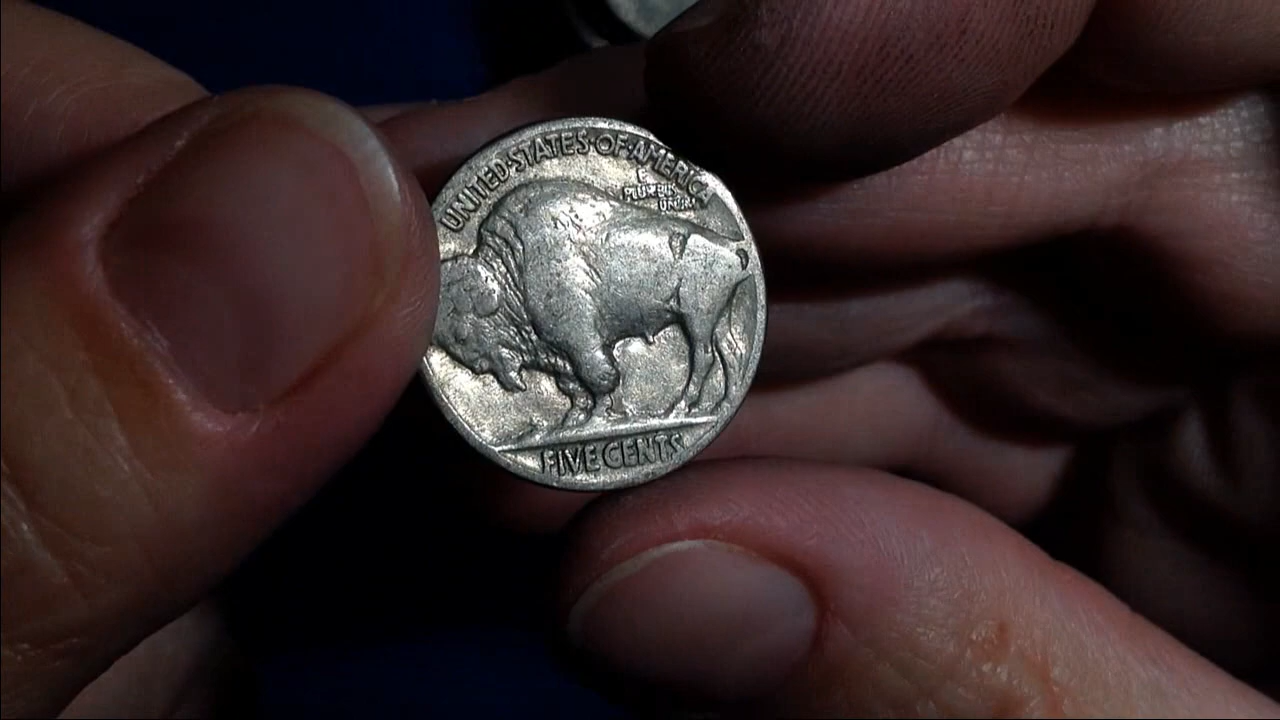 UNITED·STATES·OF·AMERICA
E
PLURIBUS
UNUM
FIVE CENTS